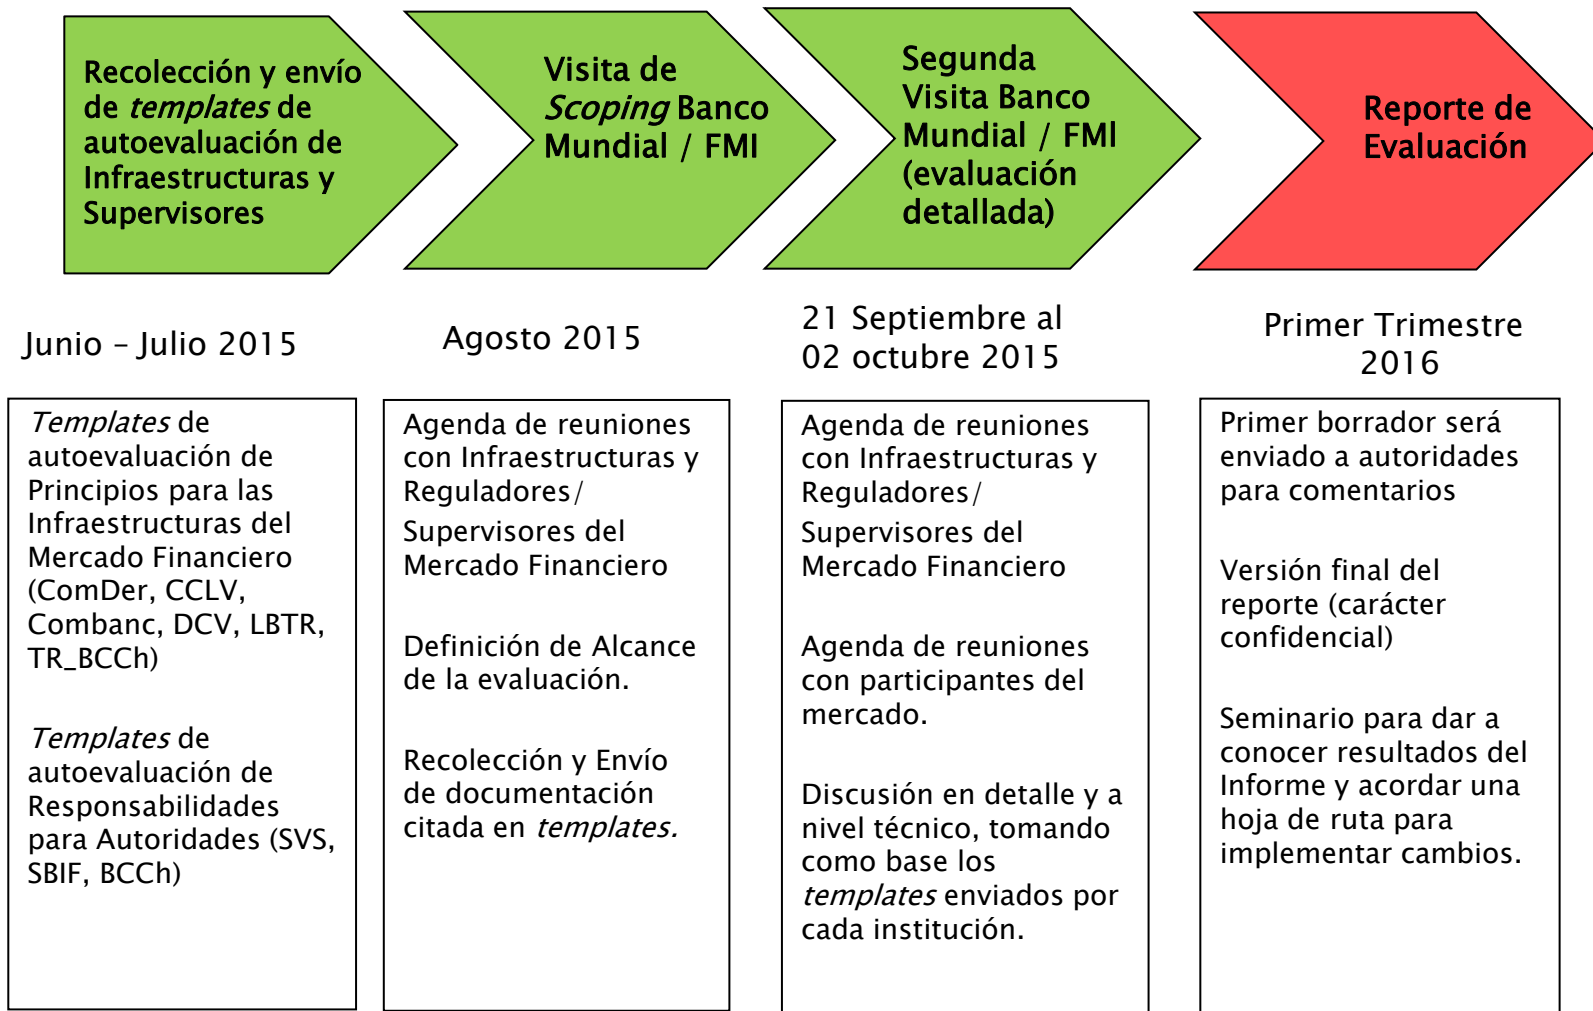 Recolección y envío
de templates de
autoevaluación de
Infraestructuras y
Supervisores
Visita de
Scoping Banco
Mundial / FMI
Segunda
Visita Banco
Mundial / FMI
(evaluación
detallada)
Reporte de
Evaluación
Junio – Julio 2015
Agosto 2015
21 Septiembre al
02 octubre 2015
Primer Trimestre
2016
Templates de
autoevaluación de
Principios para las
Infraestructuras del
Mercado Financiero
(ComDer, CCLV,
Combanc, DCV, LBTR,
TR_BCCh)
Templates de
autoevaluación de
Responsabilidades
para Autoridades (SVS,
SBIF, BCCh)
Agenda de reuniones
con Infraestructuras y
Reguladores/
Supervisores del
Mercado Financiero
Definición de Alcance
de la evaluación.
Recolección y Envío
de documentación
citada en templates.
Agenda de reuniones
con Infraestructuras y
Reguladores/
Supervisores del
Mercado Financiero
Agenda de reuniones
con participantes del
mercado.
Discusión en detalle y a
nivel técnico, tomando
como base los
templates enviados por
cada institución.
Primer borrador será
enviado a autoridades
para comentarios
Versión final del
reporte (carácter
confidencial)
Seminario para dar a
conocer resultados del
Informe y acordar una
hoja de ruta para
implementar cambios.